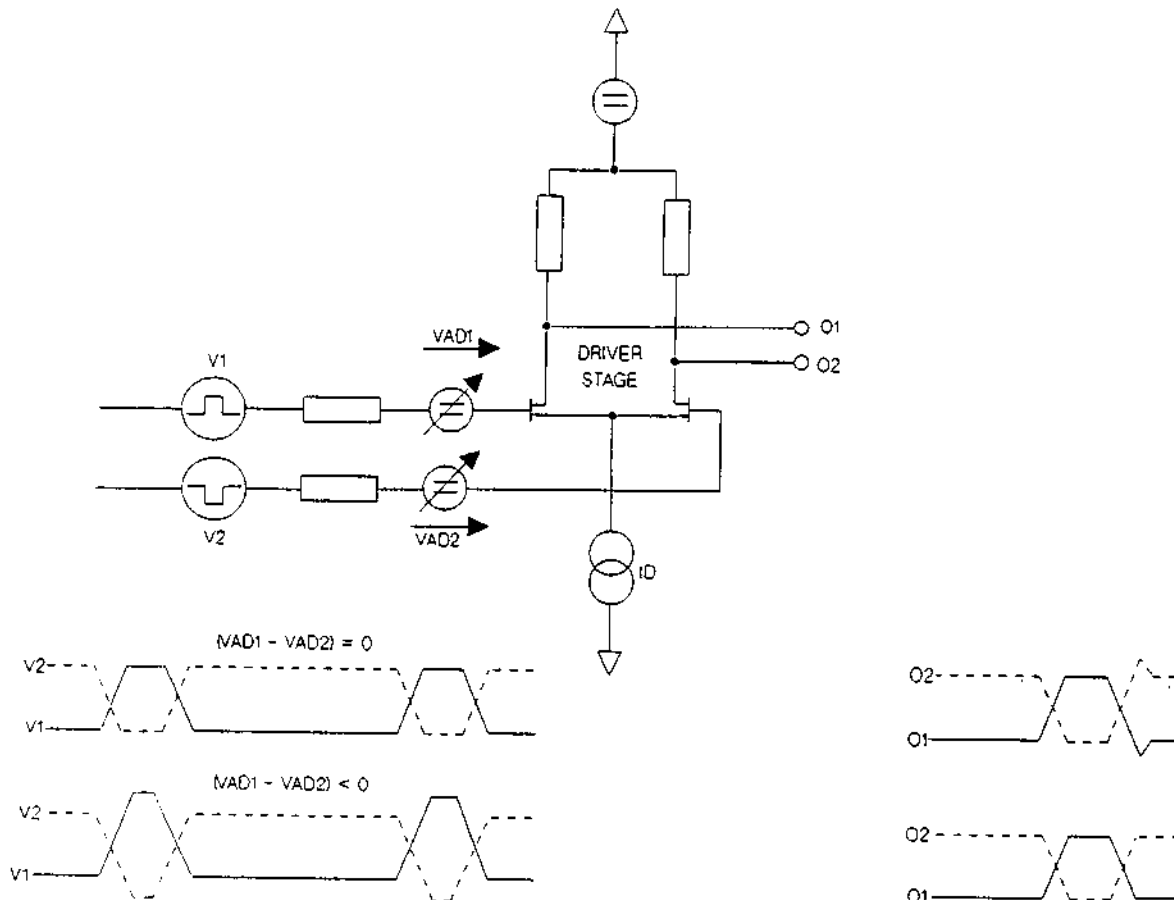 VAD1
O1
DRIVER
STAGE
O2
V1
V2
VAD2
ID
(VAD1 - VAD2) = 0
V2
V1
O2
O1
(VAD1 - VAD2) < 0
V2
V1
O2
O1